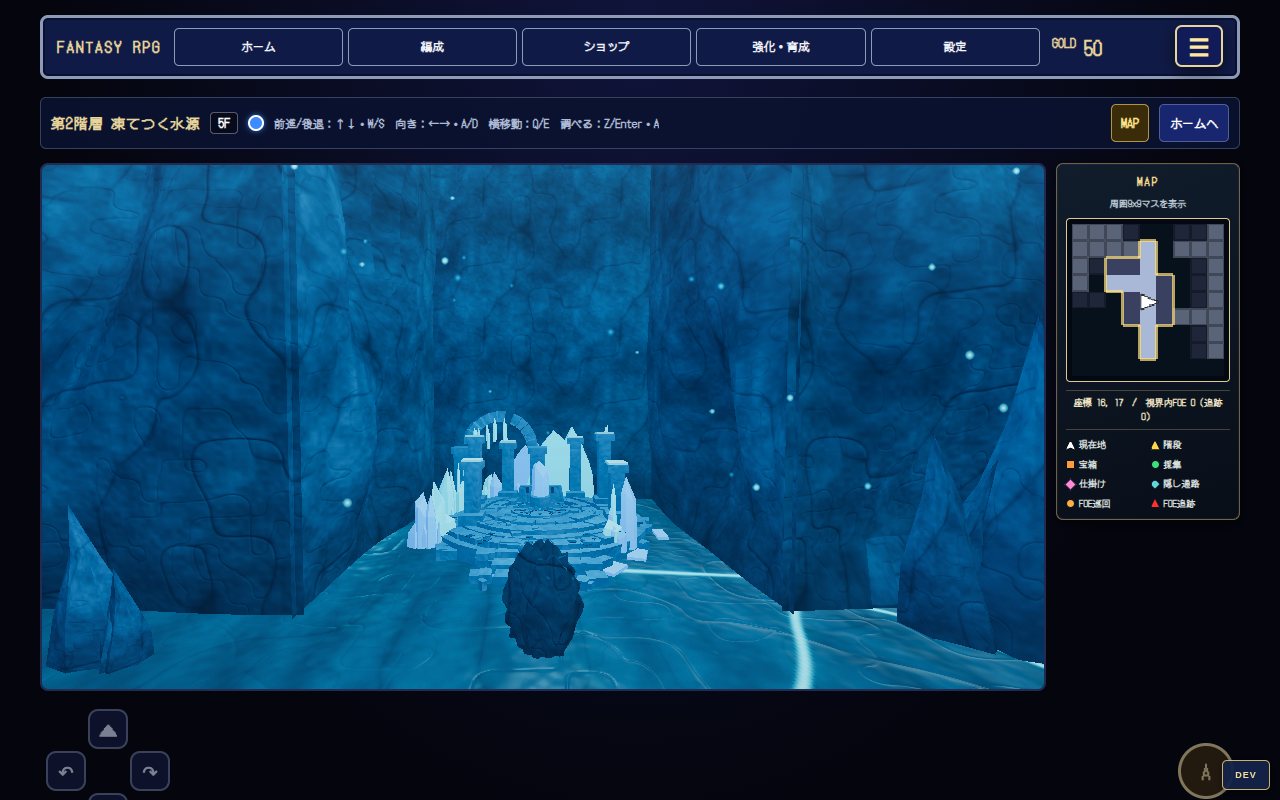 FANTASY RPG
ホーム
編成
ショップ
強化・育成
設定
GOLD 50
第2階層 凍てつく水源
5F
前進/後退:↑↓・W/S 向き:←→・A/D 横移動:Q/E 調べる:Z/Enter・A
MAP
ホームへ
MAP
周囲9x9マスを表示
座標 16, 17 / 視界内FOE 0 (追跡
0)
現在地
階段
宝箱
採集
仕掛け
隠し通路
FOE巡回
FOE追跡
A
DEV